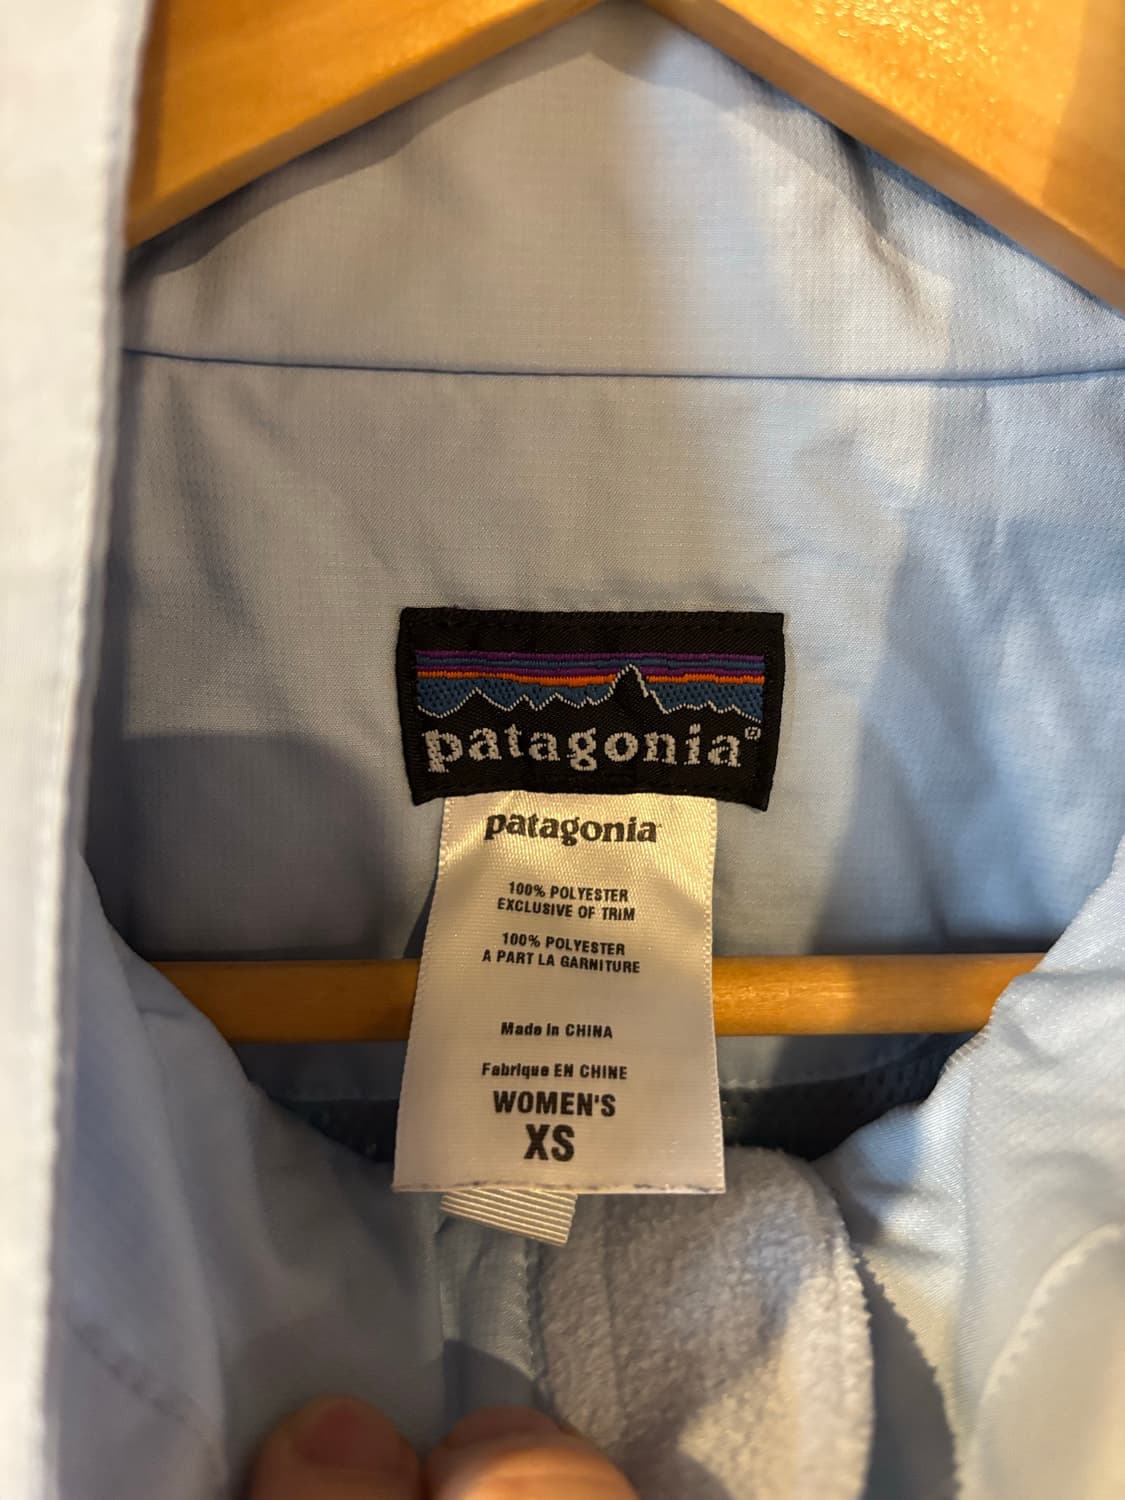 patagonia®
patagonia
100% POLYESTER
EXCLUSIVE OF TRIM
100% POLYESTER
A PART LA GARNITURE
Made in CHINA
Fabrique EN CHINE
WOMEN'S
XS